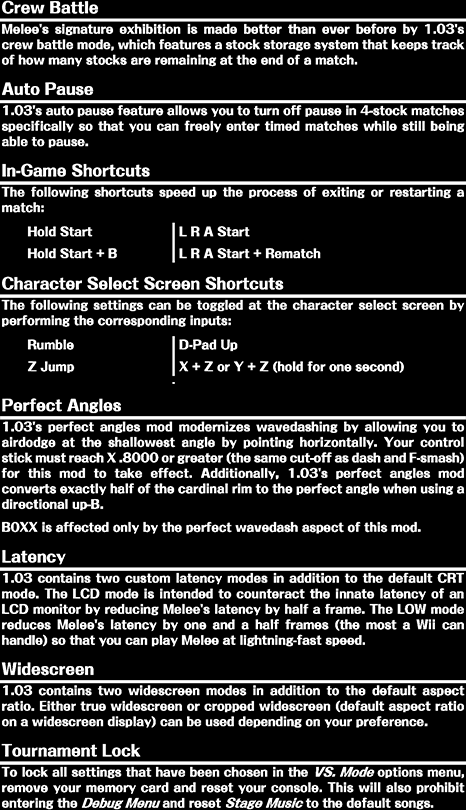 Crew Battle
Melee's signature exhibition is made better than ever before by 1.03's
crew battle mode, which features a stock storage system that keeps track
of how many stocks are remaining at the end of a match.
Auto Pause
1.03's auto pause feature allows you to turn off pause in 4-stock matches
specifically so that you can freely enter timed matches while still being
able to pause.
In-Game Shortcuts
The following shortcuts speed up the process of exiting or restarting a
match:
Hold Start L R A Start
Hold Start + B L R A Start + Rematch
Character Select Screen Shortcuts
The following settings can be toggled at the character select screen by
performing the corresponding inputs:
Rumble D-Pad Up
Z Jump X + Z or Y + Z (hold for one second)
Perfect Angles
1.03's perfect angles mod modernizes wavedashing by allowing you to
airdodge at the shallowest angle by pointing horizontally. Your control
stick must reach X .8000 or greater (the same cut-off as dash and F-smash)
for this mod to take effect. Additionally, 1.03's perfect angles mod
converts exactly half of the cardinal rim to the perfect angle when using a
directional up-B.
B0XX is affected only by the perfect wavedash aspect of this mod.
Latency
1.03 contains two custom latency modes in addition to the default CRT
mode. The LCD mode is intended to counteract the innate latency of an
LCD monitor by reducing Melee's latency by half a frame. The LOW mode
reduces Melee's latency by one and a half frames (the most a Wii can
handle) so that you can play Melee at lightning-fast speed.
Widescreen
1.03 contains two widescreen modes in addition to the default aspect
ratio. Either true widescreen or cropped widescreen (default aspect ratio
on a widescreen display) can be used depending on your preference.
Tournament Lock
To lock all settings that have been chosen in the VS. Mode options menu,
remove your memory card and reset your console. This will also prohibit
entering the Debug Menu and reset Stage Music to the default songs.